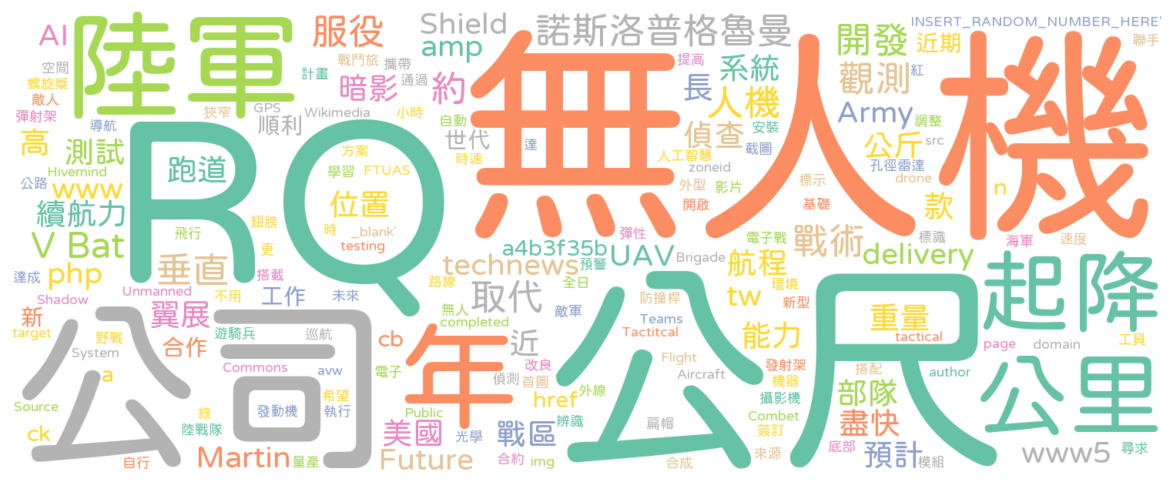 AI
陸軍
服役
Shield
諾斯洛普格魯曼
INSERT_RANDOM_NUMBER_HERE'
空間
螺旋槳
敵人
彈射架
計畫
戰鬥旅
攜帶
通過
amp
暗影
約
提高
系統
開發
近期
聯手
紅
無人機
長
人機
觀測
狹窄
GPS
Wikimedia
小時
順利
自動
世代
時速
達
偵查
安裝
截圖
Army
公斤
調整
src
高
導航
測試
Hivemind
公路
www
RQ
跑道
方案
學習
FTUAS
人工智慧
zoneid
孔徑雷達
drone
續航力
翅膀
位置
時
_blank'
testing
外型
影片
開啟
標示
基礎
款
n
V Bat
飛行
更
a4b3f35b
彈性
UAV
電子戰
預警
Brigade
戰術
標識
海軍
速度
達成
php
垂直
搭載
technews
航程
環境
delivery
Shadow
Unmanned
工作
不用
未來
路線
無人
completed
取代
全日
敵軍
防撞桿
tw
新型
起降
target
新
翼展
遊騎兵
巡航
公司
年
近
公尺
Teams
Tactitcal
能力
重量
tactical
page
domain
工具
野戰
System
a
合作
Commons
avw
cb
電子
改良
偵測
首圖
Flight
Aircraft
發射架
機器
搭配
author
公里
Source
ck
綠
陸戰隊
發動機
希望
執行
Public
美國
光學
href
外線
辨識
戰區
扁帽
攝影機
Combet
簽訂
部隊
盡快
自行
Martin
量產
Future
合約
img
合成
來源
底部
預計
模組
www5
尋求